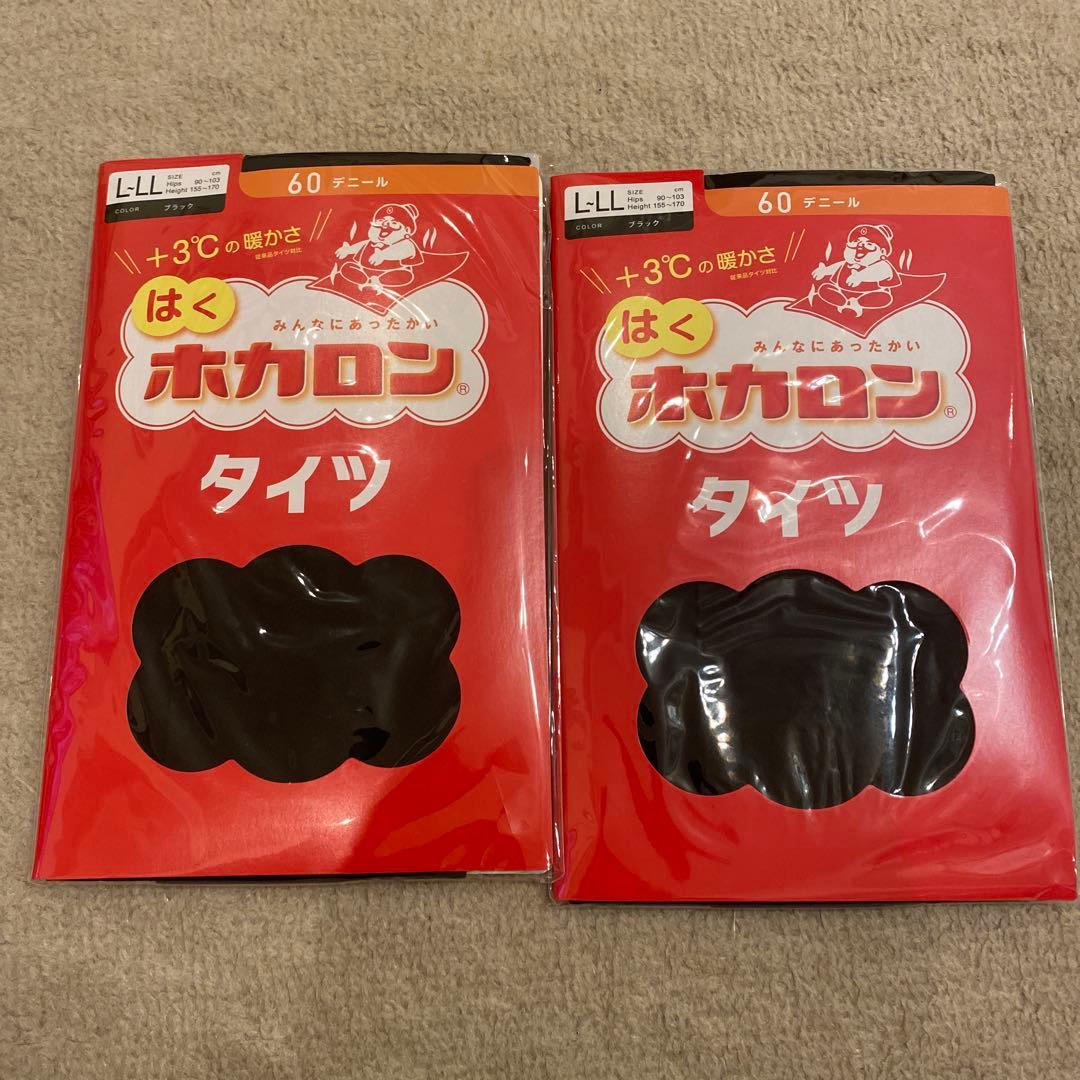 L~LL
SIZE cm
Hips 90~103
Height 155~170
COLOR ブラック
60 デニール
+3℃の暖かさ
従来品タイツ対比
はく
みんなにあったかい
ホカロン®
タイツ
L~LL
SIZE cm
Hips 90~103
Height 155~170
COLOR ブラック
60 デニール
+3℃の暖かさ
従来品タイツ対比
はく
みんなにあったかい
ホカロン®
タイツ